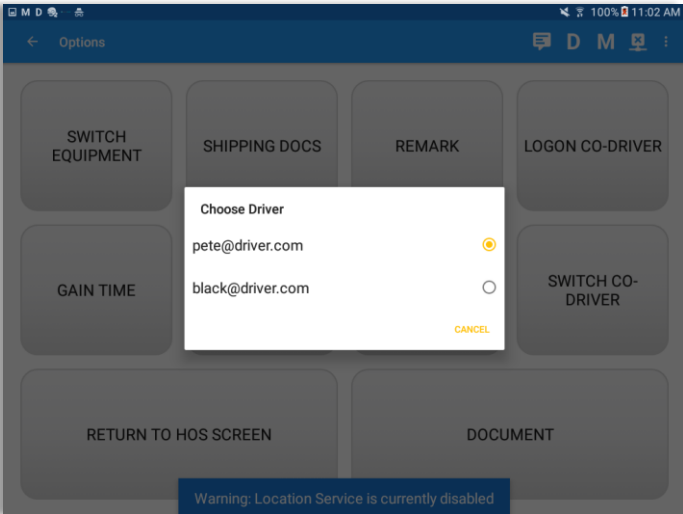 M D 100% 11:02 AM
Options
D M
SWITCH
EQUIPMENT
SHIPPING DOCS
REMARK
LOGON CO-DRIVER
Choose Driver
pete@driver.com
black@driver.com
CANCEL
GAIN TIME
SWITCH CO-
DRIVER
RETURN TO HOS SCREEN
DOCUMENT
Warning: Location Service is currently disabled